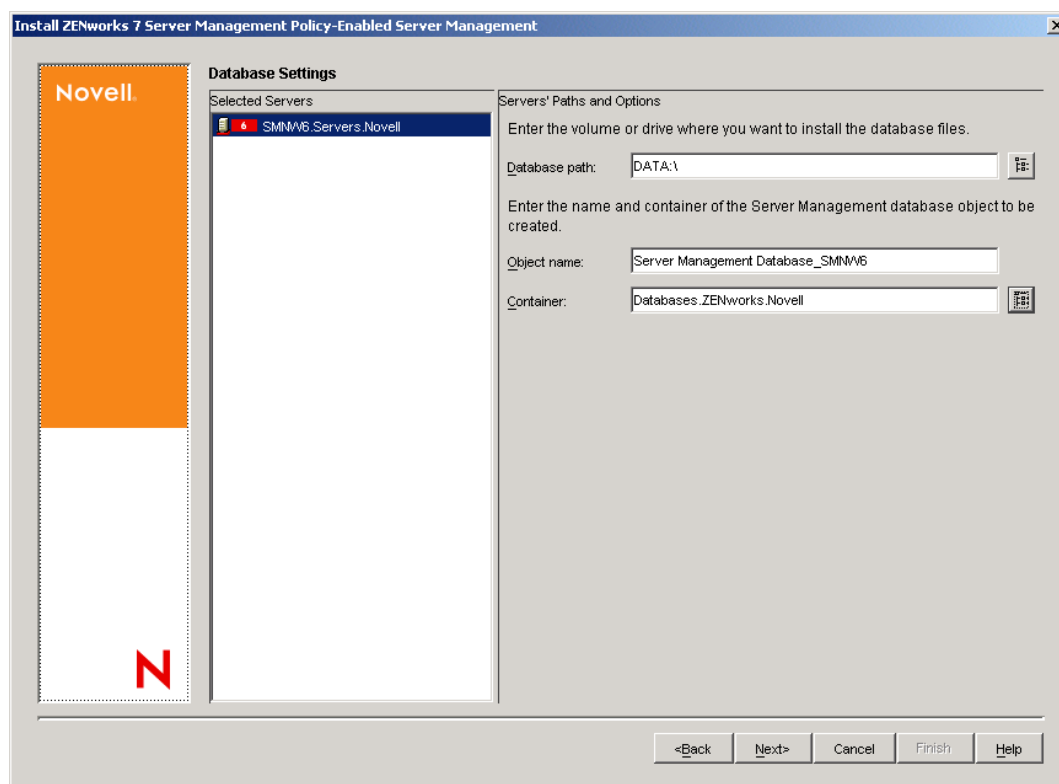 Install ZENworks 7 Server Management Policy-Enabled Server Management
Novell.
Database Settings
Selected Servers
6 SMNW6.Servers.Novell
Servers' Paths and Options
Enter the volume or drive where you want to install the database files.
Database path: DATA:\
Enter the name and container of the Server Management database object to be
created.
Object name: Server Management Database_SMNW6
Container: Databases.ZENworks.Novell
N
<Back Next> Cancel Finish Help